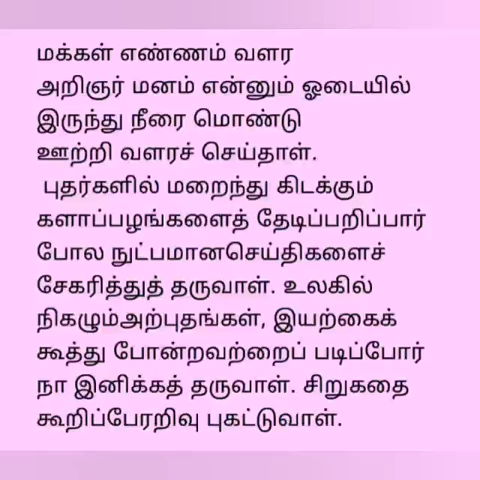 மக்கள் எண்ணம் வளர
அறிஞர் மனம் என்னும் ஓடையில்
இருந்து நீரை மொண்டு
ஊற்றி வளரச் செய்தாள்.
புதர்களில் மறைந்து கிடக்கும்
களாப்பழங்களைத் தேடிப்பறிப்பார்
போல நுட்பமானசெய்திகளைச்
சேகரித்துத் தருவாள். உலகில்
நிகழும்அற்புதங்கள், இயற்கைக்
கூத்து போன்றவற்றைப் படிப்போர்
நா இனிக்கத் தருவாள். சிறுகதை
கூறிப்பேரறிவு புகட்டுவாள்.